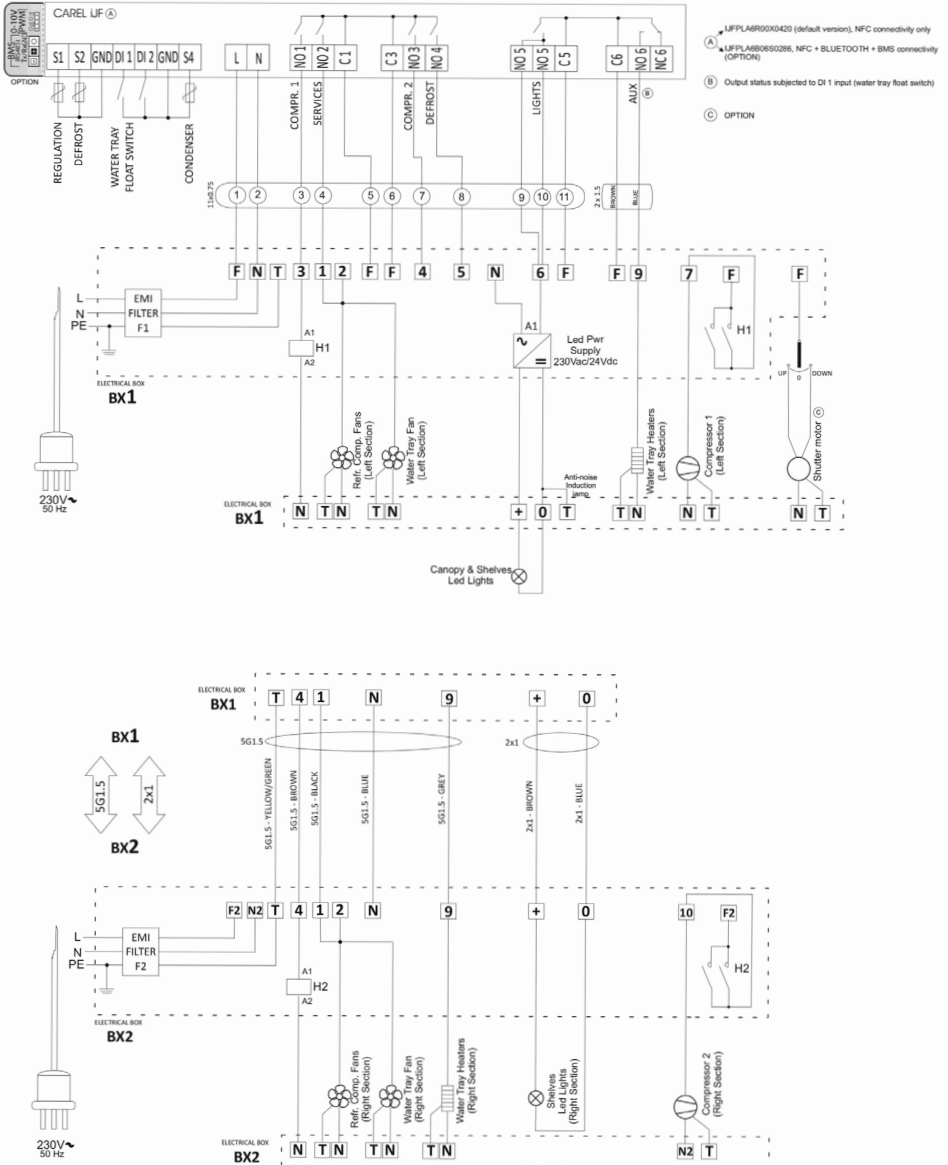 CAREL IJF Ⓐ
BMS
0-10V
(PWM)
OPTION
S1 S2 GND DI 1 DI 2 GND S4
L N
NO 1 NO 2 C1
C3 NO 3 NO 4
NO 5 NO 5 C5
C6 NO 6 NC 6
Ⓐ IJFPLA6R00X0420 (default version), NFC connectivity only
IJFPLA6B06S0286, NFC + BLUETOOTH + BMS connectivity
(OPTION)
Ⓑ Output status subjected to DI 1 input (water tray float switch)
Ⓒ OPTION
REGULATION
DEFROST
WATER TRAY
FLOAT SWITCH
CONDENSER
COMPR. 1
SERVICES
COMPR. 2
DEFROST
LIGHTS
AUX Ⓑ
11x0.75
1 2 3 4 5 6 7 8 9 10 11
2 x 1.5
BROWN
BLUE
F N T 3 1 2 F F 4 5 N 6 F F 9 7 F F
L
N
PE
EMI
FILTER
F1
A1
H1
A2
A1
Led Pwr
Supply
230Vac/24Vdc
H1
UP 0 DOWN
ELECTRICAL BOX
BX1
230V~
50 Hz
Refr. Comp. Fans
(Left Section)
Water Tray Fan
(Left Section)
Anti-noise
Induction
lamp
Water Tray Heaters
(Left Section)
Compressor 1
(Left Section)
Shutter motor Ⓒ
ELECTRICAL BOX
BX1
N T N T N + 0 T T N N T N T
Canopy & Shelves
Led Lights
ELECTRICAL BOX
BX1
T 4 1 N 9 + 0
BX1
5G1.5
2x1
BX2
5G1.5
2x1
5G1.5 - YELLOW/GREEN
5G1.5 - BROWN
5G1.5 - BLACK
5G1.5 - BLUE
5G1.5 - GREY
2x1 - BROWN
2x1 - BLUE
F2 N2 T 4 1 2 N 9 + 0 10 F2
L
N
PE
EMI
FILTER
F2
A1
H2
A2
H2
ELECTRICAL BOX
BX2
230V~
50 Hz
Refr. Comp. Fans
(Right Section)
Water Tray Fan
(Right Section)
Water Tray Heaters
(Right Section)
Shelves
Led Lights
(Right Section)
Compressor 2
(Right Section)
ELECTRICAL BOX
BX2
N T N T N T N N2 T